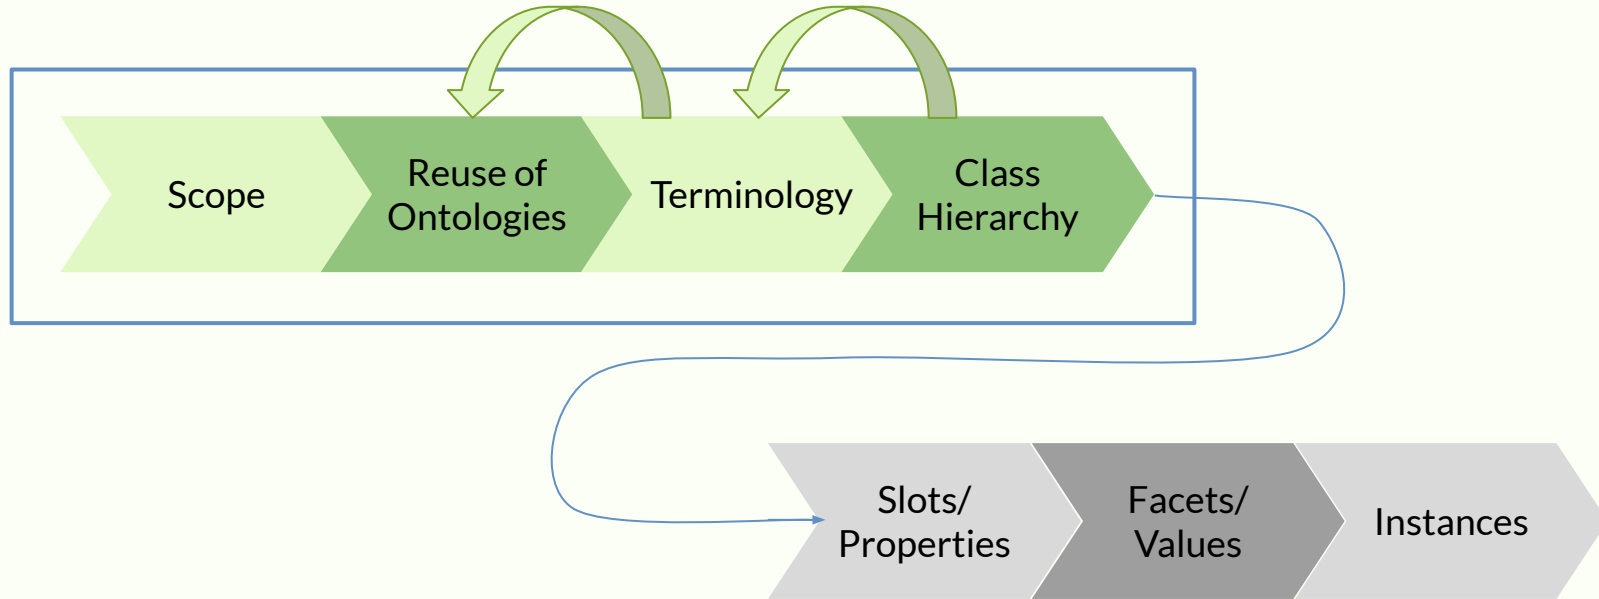 Scope
Reuse of
Ontologies
Terminology
Class
Hierarchy
Slots/
Properties
Facets/
Values
Instances